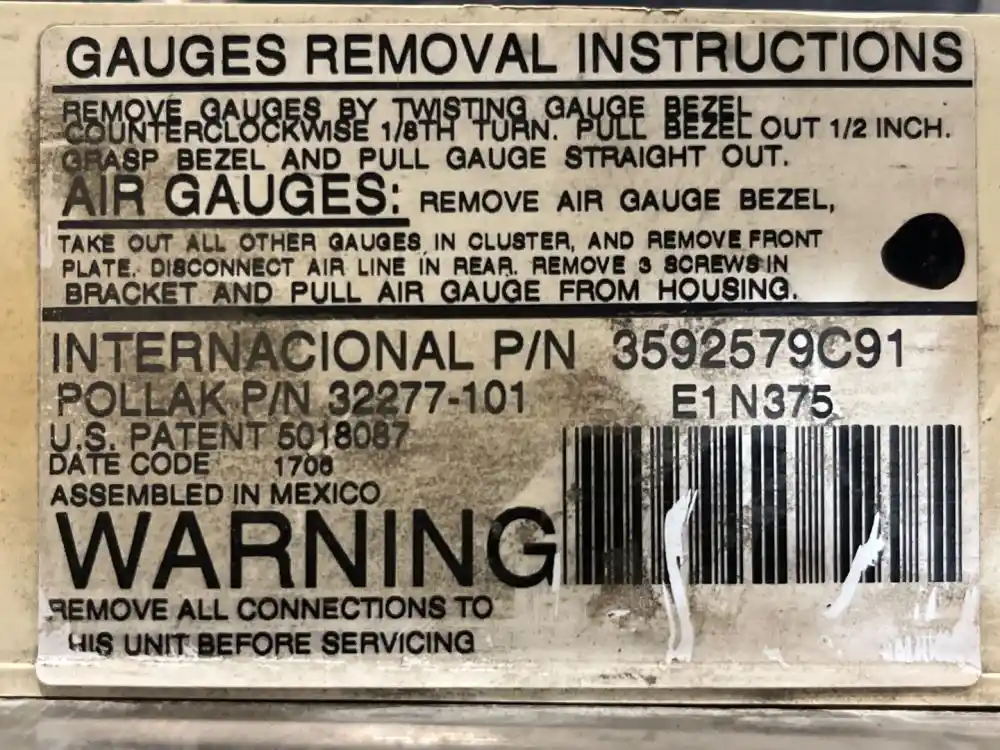 GAUGES REMOVAL INSTRUCTIONS
REMOVE GAUGES BY TWISTING GAUGE BEZEL
COUNTERCLOCKWISE 1/8TH TURN. PULL BEZEL OUT 1/2 INCH.
GRASP BEZEL AND PULL GAUGE STRAIGHT OUT.
AIR GAUGES: REMOVE AIR GAUGE BEZEL,
TAKE OUT ALL OTHER GAUGES IN CLUSTER, AND REMOVE FRONT
PLATE. DISCONNECT AIR LINE IN REAR. REMOVE 3 SCREWS IN
BRACKET AND PULL AIR GAUGE FROM HOUSING.
INTERNACIONAL P/N 3592579C91
POLLAK P/N 32277-101 E1N375
U.S. PATENT 5018087
DATE CODE 1706
ASSEMBLED IN MEXICO
WARNING
REMOVE ALL CONNECTIONS TO
HIS UNIT BEFORE SERVICING